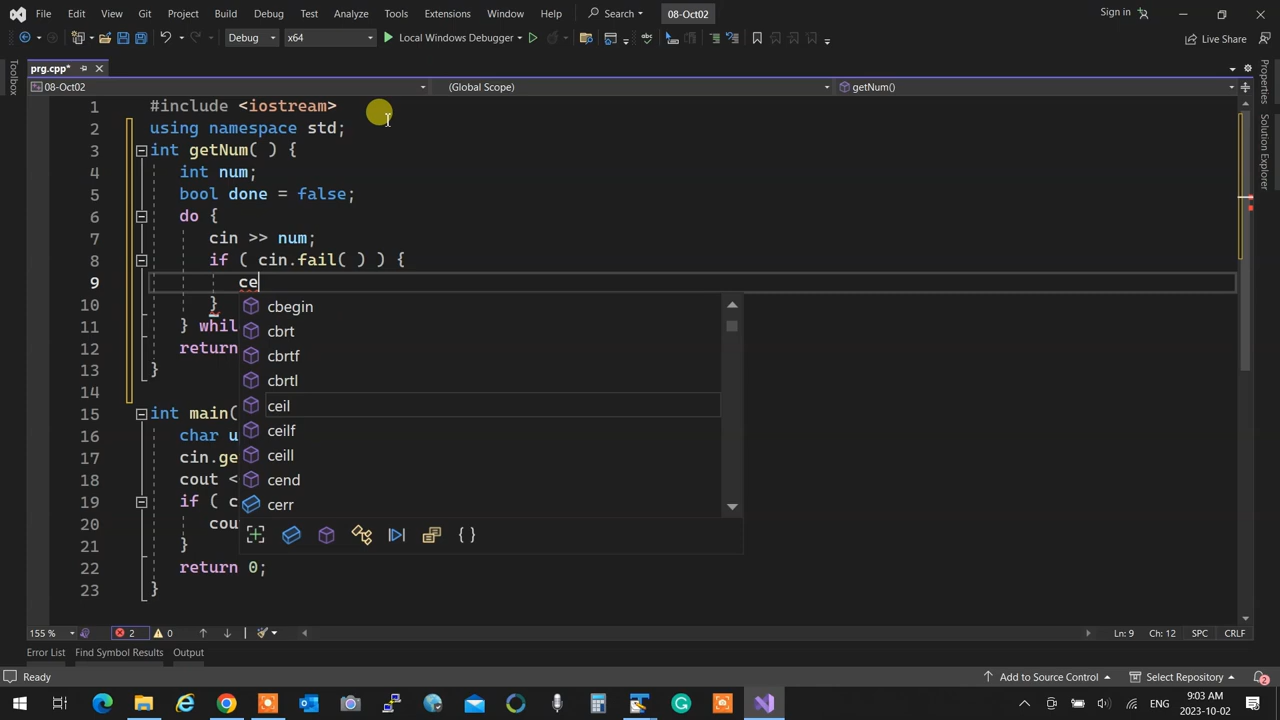 File Edit View Git Project Build Debug Test Analyze Tools Extensions Window Help Search 08-Oct02 Sign in
Debug x64 Local Windows Debugger Live Share
prg.cpp*
08-Oct02 (Global Scope) getNum()
Toolbox
Properties
Solution Explorer
1 #include <iostream>
2 using namespace std;
3 int getNum( ) {
4 int num;
5 bool done = false;
6 do {
7 cin >> num;
8 if ( cin.fail( ) ) {
9 ce
10 }
11 } whil
12 return
13 }
14
15 int main(
16 char u
17 cin.ge
18 cout <
19 if ( c
20 cou
21 }
22 return 0;
23 }
cbegin
cbrt
cbrtf
cbrtl
ceil
ceilf
ceill
cend
cerr
155 % 2 0 Ln: 9 Ch: 12 SPC CRLF
Error List Find Symbol Results Output
Ready Add to Source Control Select Repository 2
ENG 9:03 AM
2023-10-02